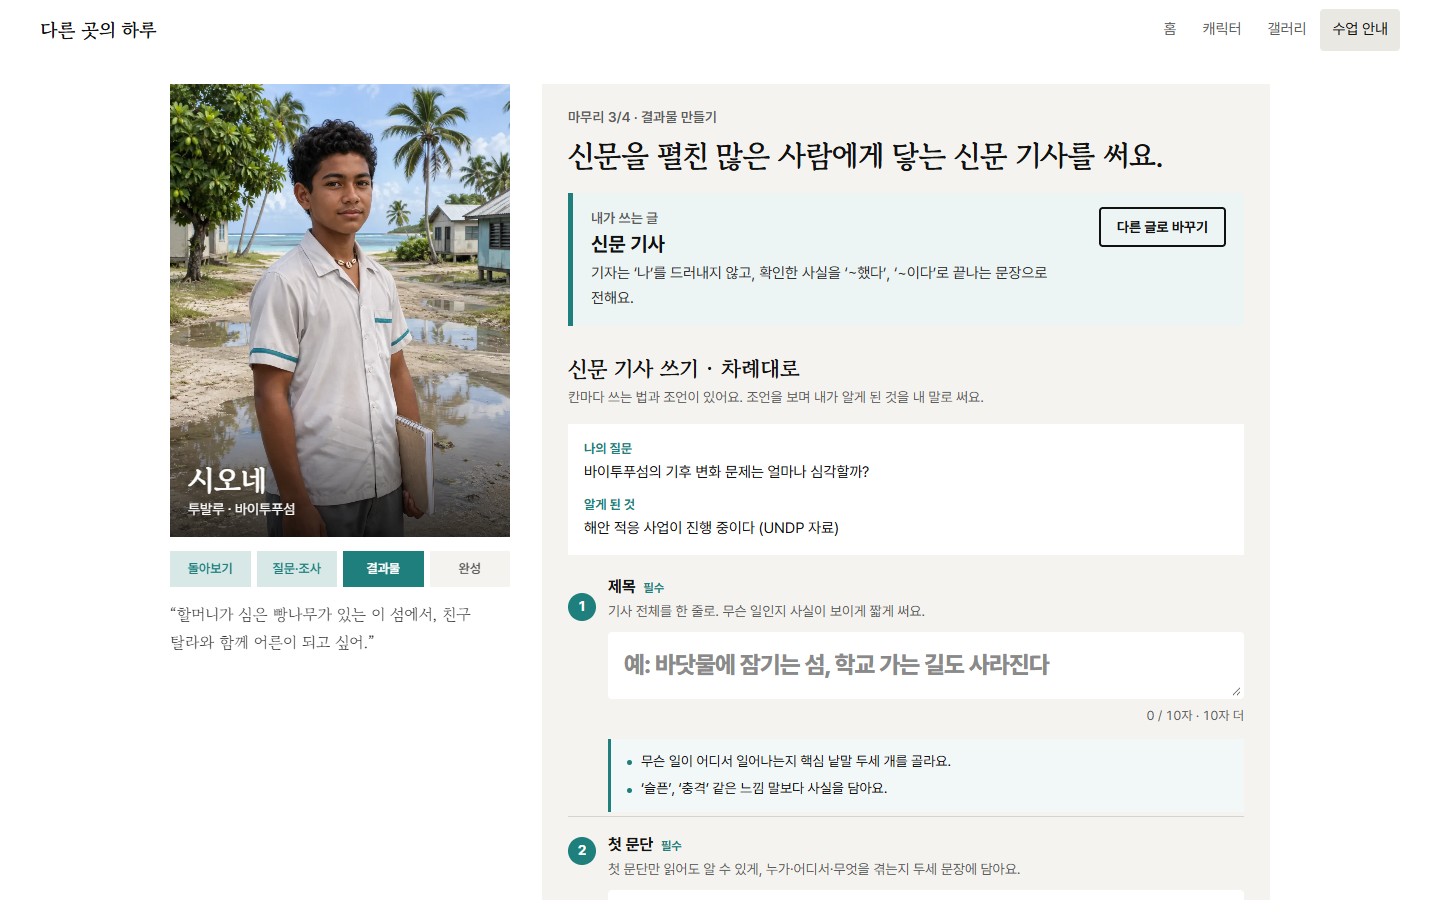 다른 곳의 하루
홈
캐릭터
갤러리
수업 안내
시오네
투발루 · 바이투푸섬
돌아보기
질문·조사
결과물
완성
“할머니가 심은 빵나무가 있는 이 섬에서, 친구
탈라와 함께 어른이 되고 싶어.”
마무리 3/4 · 결과물 만들기
신문을 펼친 많은 사람에게 닿는 신문 기사를 써요.
내가 쓰는 글
신문 기사
기자는 ‘나’를 드러내지 않고, 확인한 사실을 ‘~했다’, ‘~이다’로 끝나는 문장으로
전해요.
다른 글로 바꾸기
신문 기사 쓰기 · 차례대로
칸마다 쓰는 법과 조언이 있어요. 조언을 보며 내가 알게 된 것을 내 말로 써요.
나의 질문
바이투푸섬의 기후 변화 문제는 얼마나 심각할까?
알게 된 것
해안 적응 사업이 진행 중이다 (UNDP 자료)
1
제목 필수
기사 전체를 한 줄로. 무슨 일인지 사실이 보이게 짧게 써요.
예: 바닷물에 잠기는 섬, 학교 가는 길도 사라진다
0 / 10자 · 10자 더
무슨 일이 어디서 일어나는지 핵심 낱말 두세 개를 골라요.
‘슬픈’, ‘충격’ 같은 느낌 말보다 사실을 담아요.
2
첫 문단 필수
첫 문단만 읽어도 알 수 있게, 누가·어디서·무엇을 겪는지 두세 문장에 담아요.